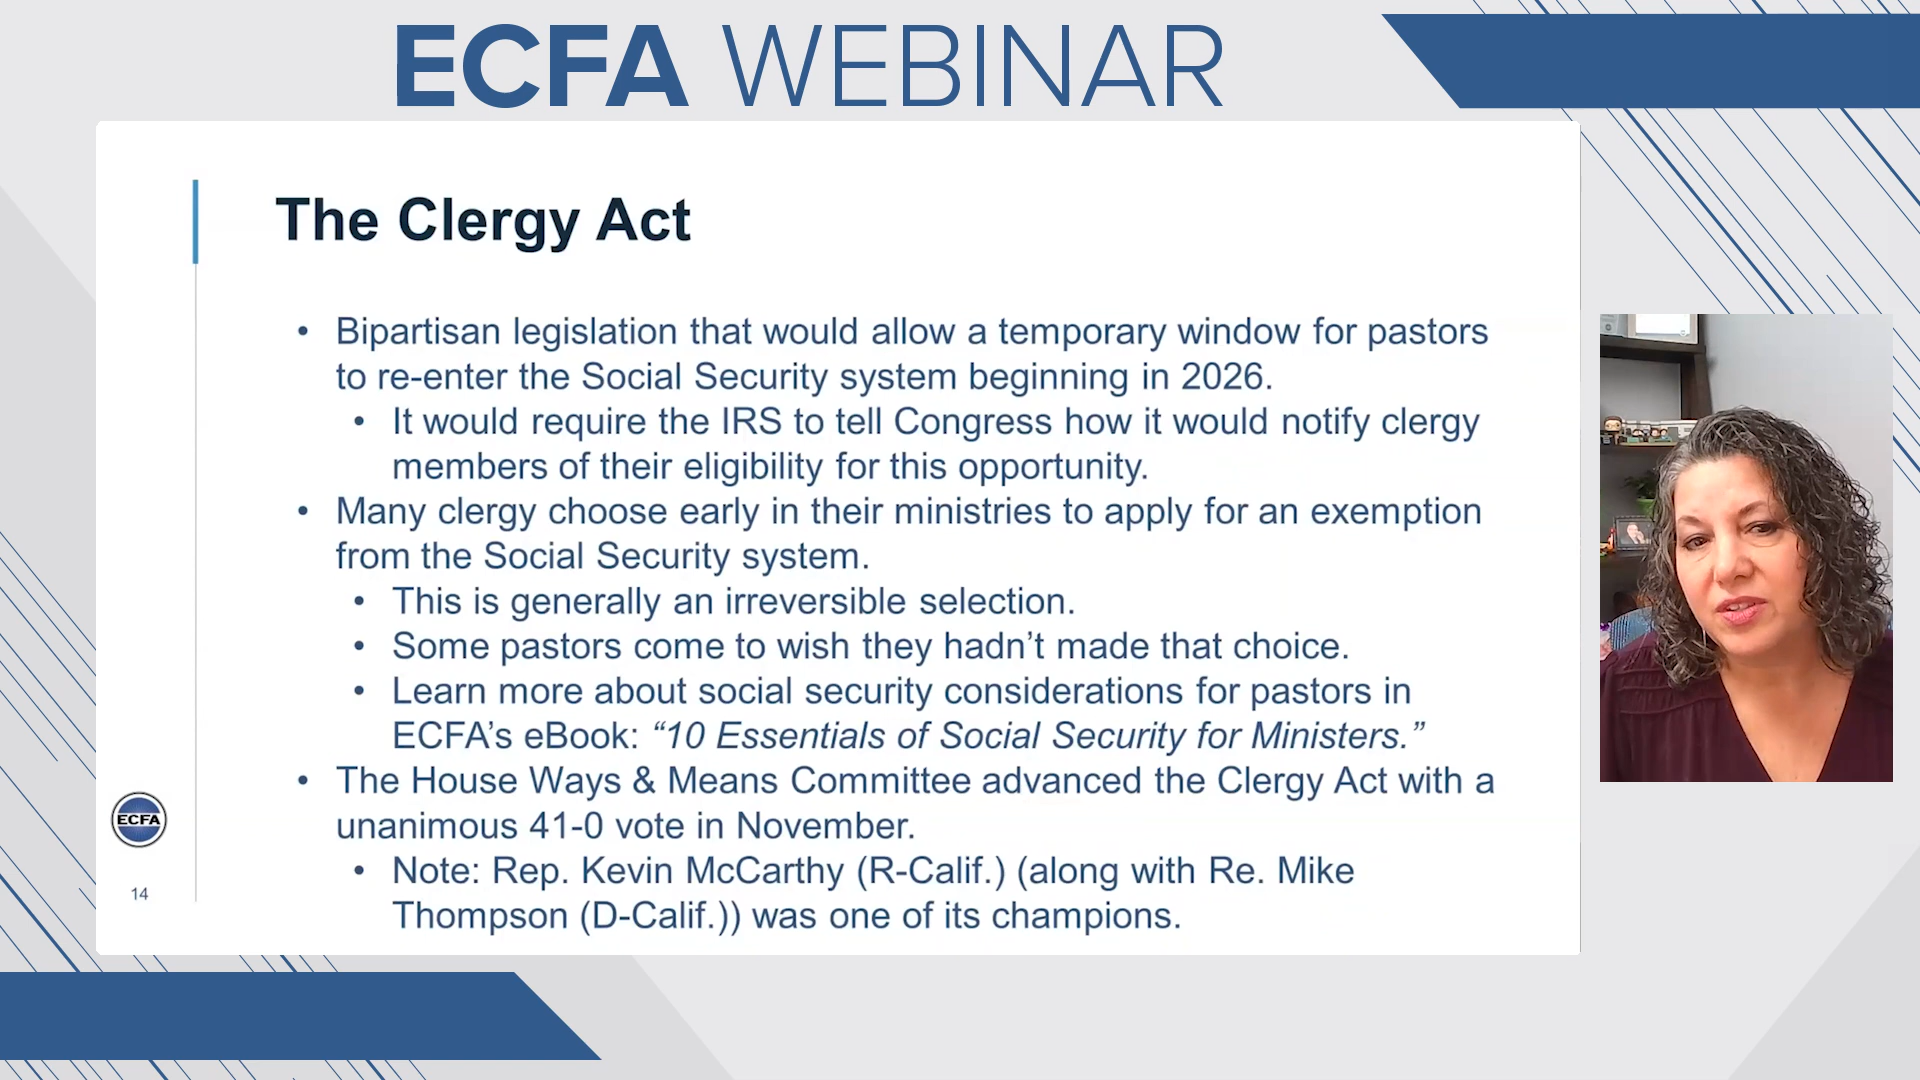 ECFA WEBINAR
The Clergy Act
• Bipartisan legislation that would allow a temporary window for pastors
to re-enter the Social Security system beginning in 2026.
• It would require the IRS to tell Congress how it would notify clergy
members of their eligibility for this opportunity.
• Many clergy choose early in their ministries to apply for an exemption
from the Social Security system.
• This is generally an irreversible selection.
• Some pastors come to wish they hadn’t made that choice.
• Learn more about social security considerations for pastors in
ECFA’s eBook: “10 Essentials of Social Security for Ministers.”
• The House Ways & Means Committee advanced the Clergy Act with a
unanimous 41-0 vote in November.
• Note: Rep. Kevin McCarthy (R-Calif.) (along with Re. Mike
Thompson (D-Calif.)) was one of its champions.
ECFA
14